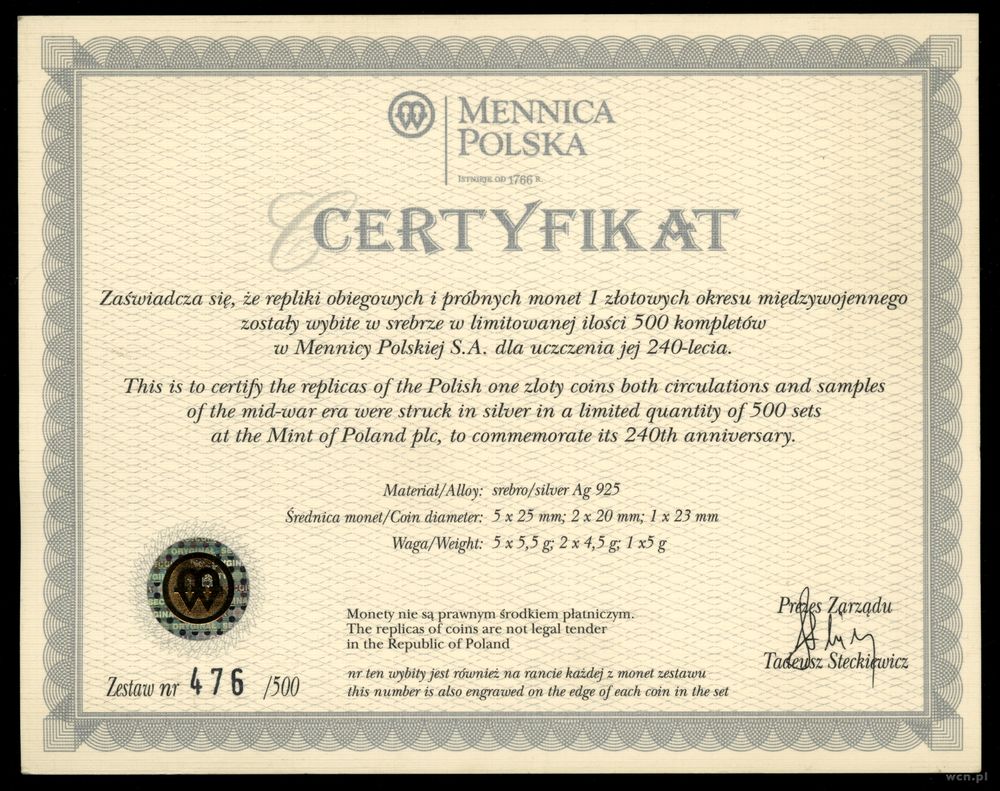 MENNICA
POLSKA
ISTNIEJE OD 1766 R.
CERTYFIKAT
Zaświadcza się, że repliki obiegowych i próbnych monet 1 złotowych okresu międzywojennego
zostały wybite w srebrze w limitowanej ilości 500 kompletów
w Mennicy Polskiej S.A. dla uczczenia jej 240-lecia.
This is to certify the replicas of the Polish one zloty coins both circulations and samples
of the mid-war era were struck in silver in a limited quantity of 500 sets
at the Mint of Poland plc, to commemorate its 240th anniversary.
Materiał/Alloy: srebro/silver Ag 925
Średnica monet/Coin diameter: 5 x 25 mm; 2 x 20 mm; 1 x 23 mm
Waga/Weight: 5 x 5,5 g; 2 x 4,5 g; 1 x5 g
Monety nie są prawnym środkiem płatniczym.
The replicas of coins are not legal tender
in the Republic of Poland
nr ten wybity jest również na rancie każdej z monet zestawu
this number is also engrawed on the edge of each coin in the set
Zestaw nr 476 /500
Prezes Zarządu
Tadeusz Steckiewicz
wcn.pl